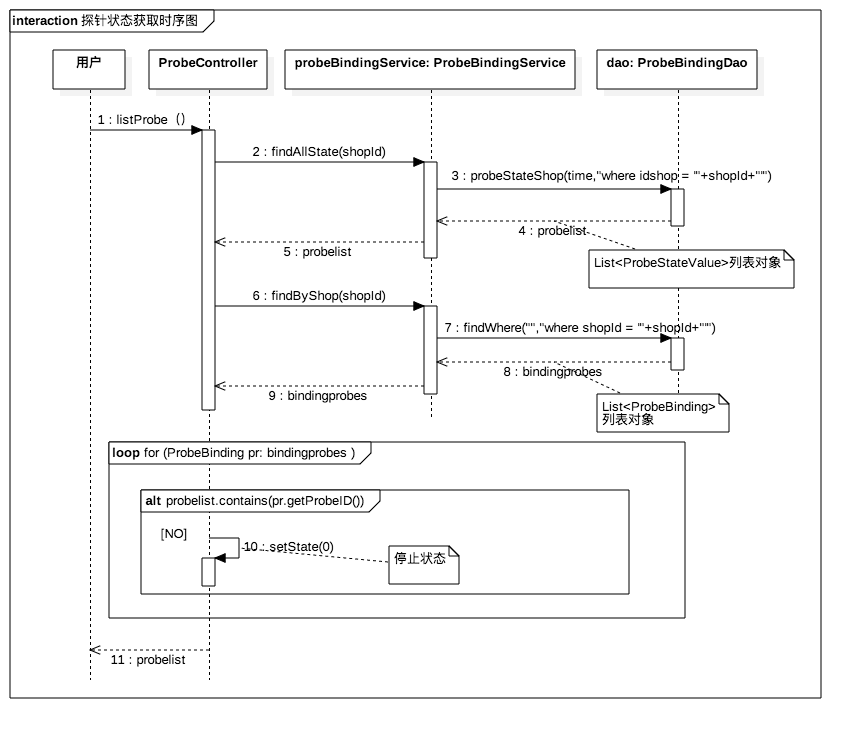 interaction 探针状态获取时序图
用户
ProbeController
probeBindingService: ProbeBindingService
dao: ProbeBindingDao
1 : listProbe（）
2 : findAllState(shopId)
3 : probeStateShop(time,"where idshop = '"+shopId+"'")
4 : probelist
5 : probelist
List<ProbeStateValue>列表对象
6 : findByShop(shopId)
7 : findWhere("","where shopId = '"+shopId+"'")
8 : bindingprobes
9 : bindingprobes
List<ProbeBinding>
列表对象
loop for (ProbeBinding pr: bindingprobes )
alt probelist.contains(pr.getProbeID())
[NO]
10 : setState(0)
停止状态
11 : probelist